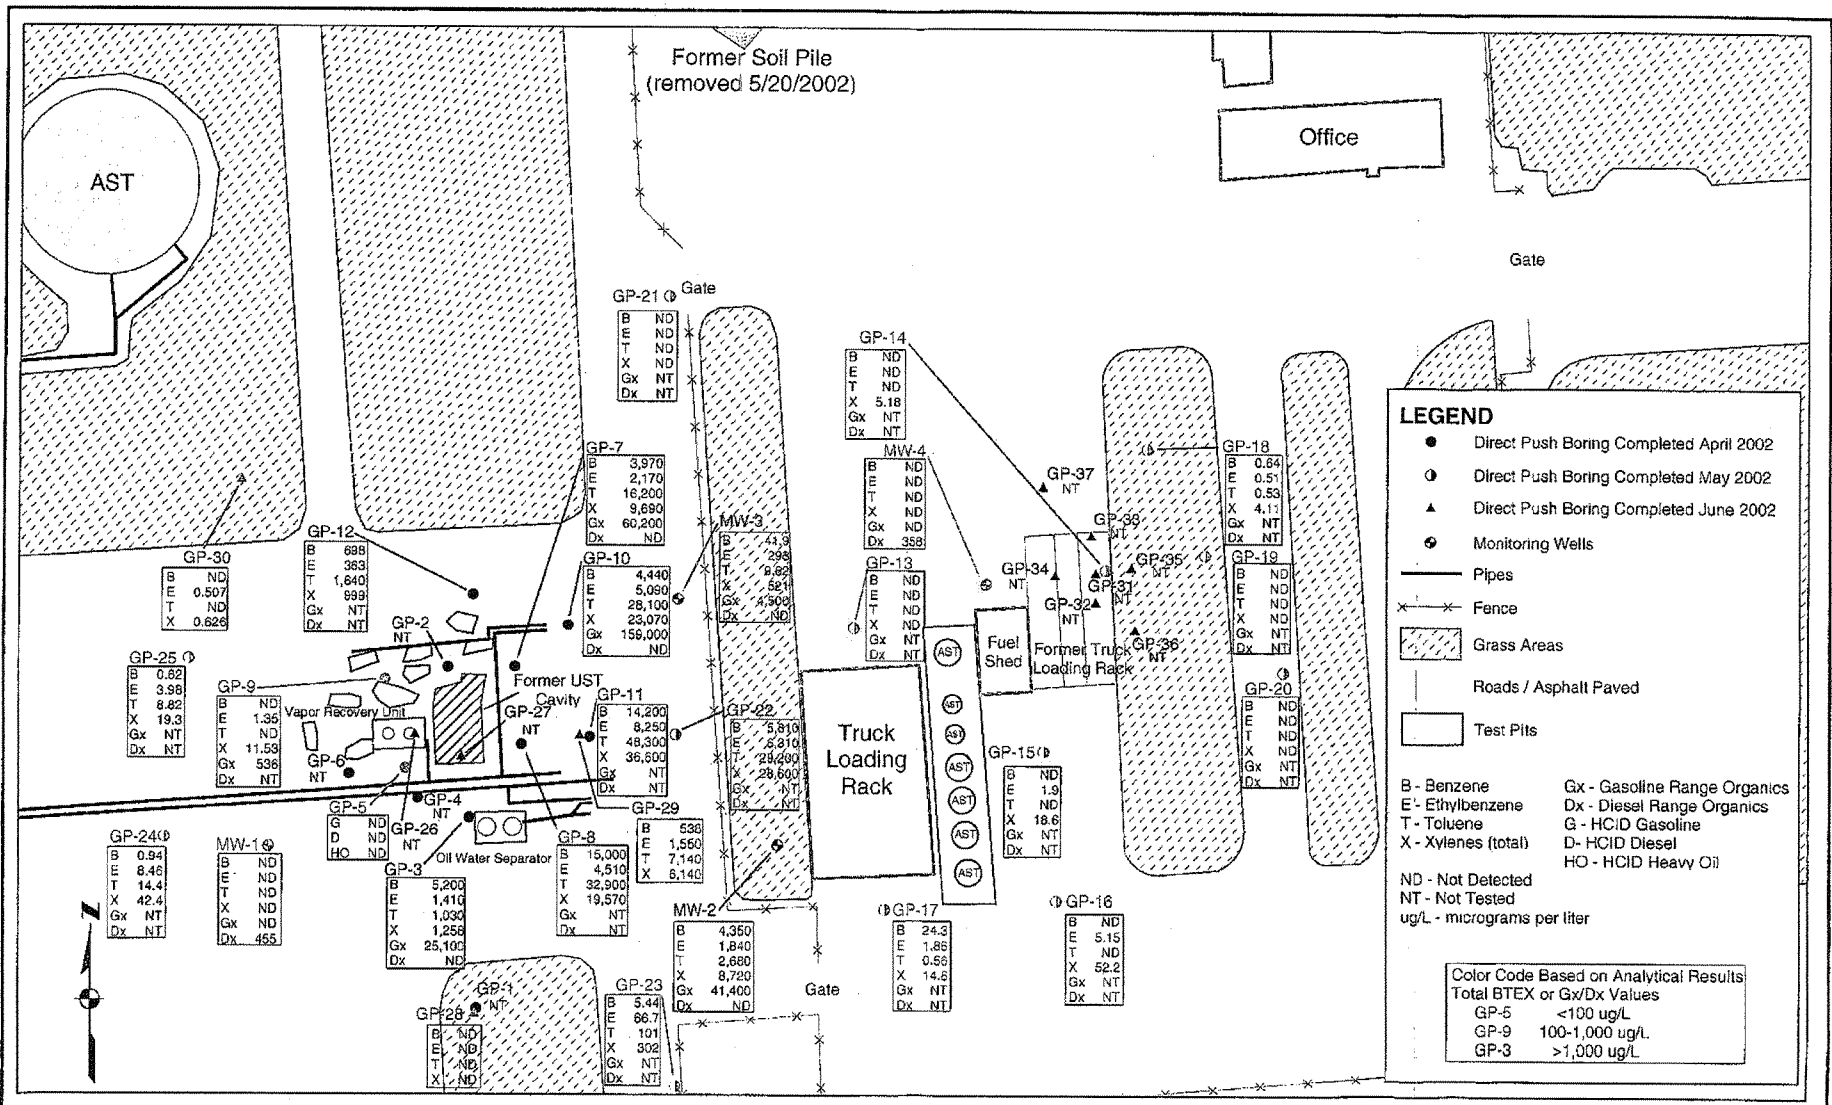 Former Soil Pile
(removed 5/20/2002)
AST
Office
Gate
GP-21
Gate
B ND
E ND
T ND
X ND
Gx NT
Dx NT
GP-14
B ND
E ND
T ND
X 5.18
Gx NT
Dx NT
GP-7
B 3,970
E 2,170
T 16,200
X 9,690
Gx 60,200
Dx ND
MW-4
B ND
E ND
T ND
X ND
Gx ND
Dx 358
GP-37
NT
GP-18
B 0.64
E 0.51
T 0.53
X 4.11
Gx NT
Dx NT
GP-30
B ND
E 0.507
T ND
X 0.626
GP-12
B 698
E 363
T 1,640
X 999
Gx NT
Dx NT
GP-10
B 4,440
E 5,090
T 28,100
X 23,070
Gx 159,000
Dx ND
MW-3
B 41.9
E 298
T 9.82
X 521
Gx 4,500
Dx ND
GP-13
B ND
E ND
T ND
X ND
Gx NT
Dx NT
GP-33
NT
GP-34
NT
GP-35
NT
GP-31
NT
GP-32
NT
GP-36
NT
GP-19
B ND
E ND
T ND
X ND
Gx NT
Dx NT
GP-2
NT
GP-25
B 0.62
E 3.98
T 8.82
X 19.3
Gx NT
Dx NT
GP-9
B ND
E 1.35
T ND
X 11.53
Gx 536
Dx NT
Vapor Recovery Unit
Former UST
Cavity
GP-27
NT
GP-11
B 14,200
E 8,250
T 48,300
X 36,600
Gx NT
Dx NT
GP-22
B 5,810
E
T 29,200
X 28,600
Gx NT
Dx NT
Truck
Loading
Rack
AST
AST
AST
AST
AST
AST
AST
Fuel
Shed
Former Truck
Loading Rack
GP-20
B ND
E ND
T ND
X ND
Gx NT
Dx NT
GP-15
B ND
E 1.9
T ND
X 18.6
Gx NT
Dx NT
GP-6
NT
GP-5
G ND
D ND
HO ND
GP-4
NT
GP-26
NT
Oil Water Separator
GP-29
B 536
E 1,550
T 7,140
X 6,140
GP-8
B 15,000
E 4,510
T 32,900
X 19,570
Gx NT
Dx NT
GP-24
B 0.94
E 8.46
T 14.4
X 42.4
Gx NT
Dx NT
MW-1
B ND
E ND
T ND
X ND
Gx ND
Dx 455
GP-3
B 5,200
E 1,410
T 1,030
X 1,258
Gx 25,100
Dx ND
MW-2
B 4,350
E 1,840
T 2,680
X 8,720
Gx 41,400
Dx ND
GP-17
B 24.3
E 1.86
T 0.56
X 14.6
Gx NT
Dx NT
GP-16
B ND
E 5.15
T ND
X 52.2
Gx NT
Dx NT
Gate
GP-1
NT
GP-28
B ND
E ND
T ND
X ND
GP-23
B 5.44
E 66.7
T 101
X 302
Gx NT
Dx NT
Z
LEGEND
Direct Push Boring Completed April 2002
Direct Push Boring Completed May 2002
Direct Push Boring Completed June 2002
Monitoring Wells
Pipes
Fence
Grass Areas
Roads / Asphalt Paved
Test Pits
B - Benzene
E - Ethylbenzene
T - Toluene
X - Xylenes (total)
Gx - Gasoline Range Organics
Dx - Diesel Range Organics
G - HCID Gasoline
D- HCID Diesel
HO - HCID Heavy Oil
ND - Not Detected
NT - Not Tested
ug/L - micrograms per liter
Color Code Based on Analytical Results
Total BTEX or Gx/Dx Values
GP-5 <100 ug/L
GP-9 100-1,000 ug/L
GP-3 >1,000 ug/L